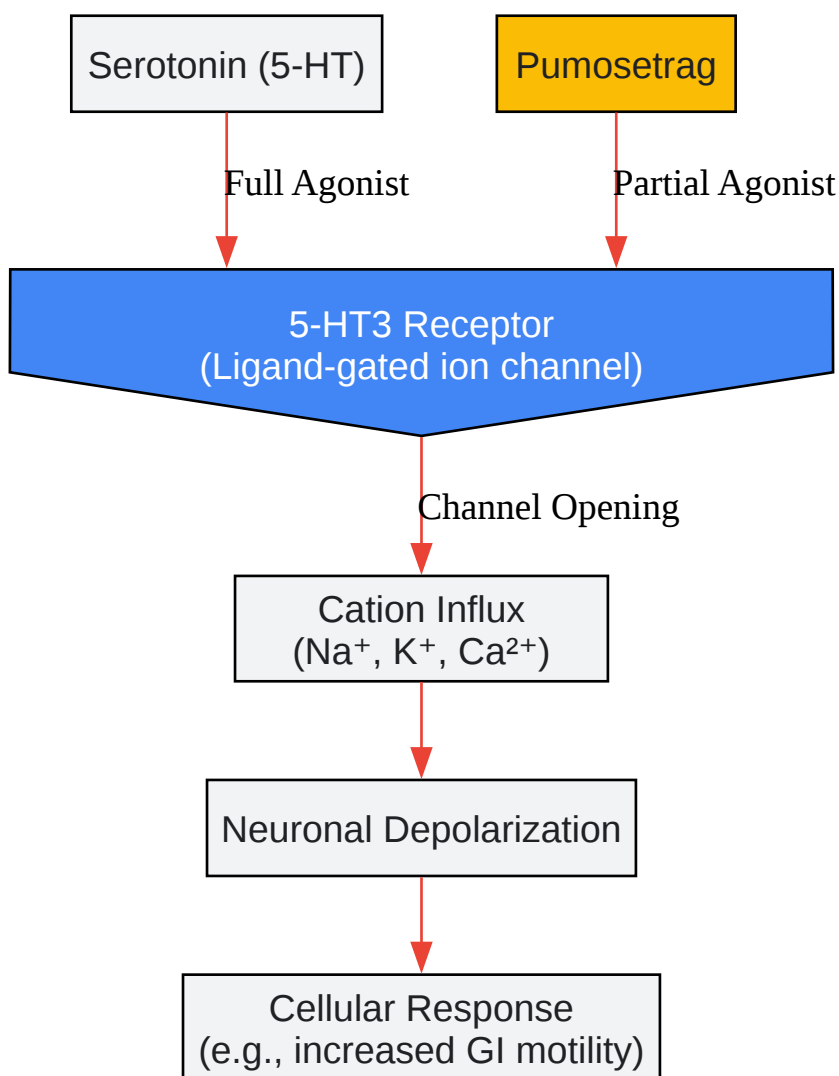 Serotonin (5-HT)
Pumosetrag
Full Agonist
Partial Agonist
5-HT3 Receptor
(Ligand-gated ion channel)
Channel Opening
Cation Influx
(Na⁺, K⁺, Ca²⁺)
Neuronal Depolarization
Cellular Response
(e.g., increased GI motility)